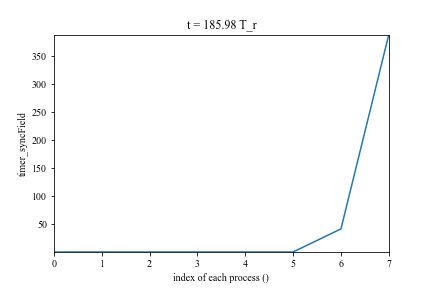 t = 185.98 T_r
timer_syncField
350
300
250
200
150
100
50
0 1 2 3 4 5 6 7
index of each process ()